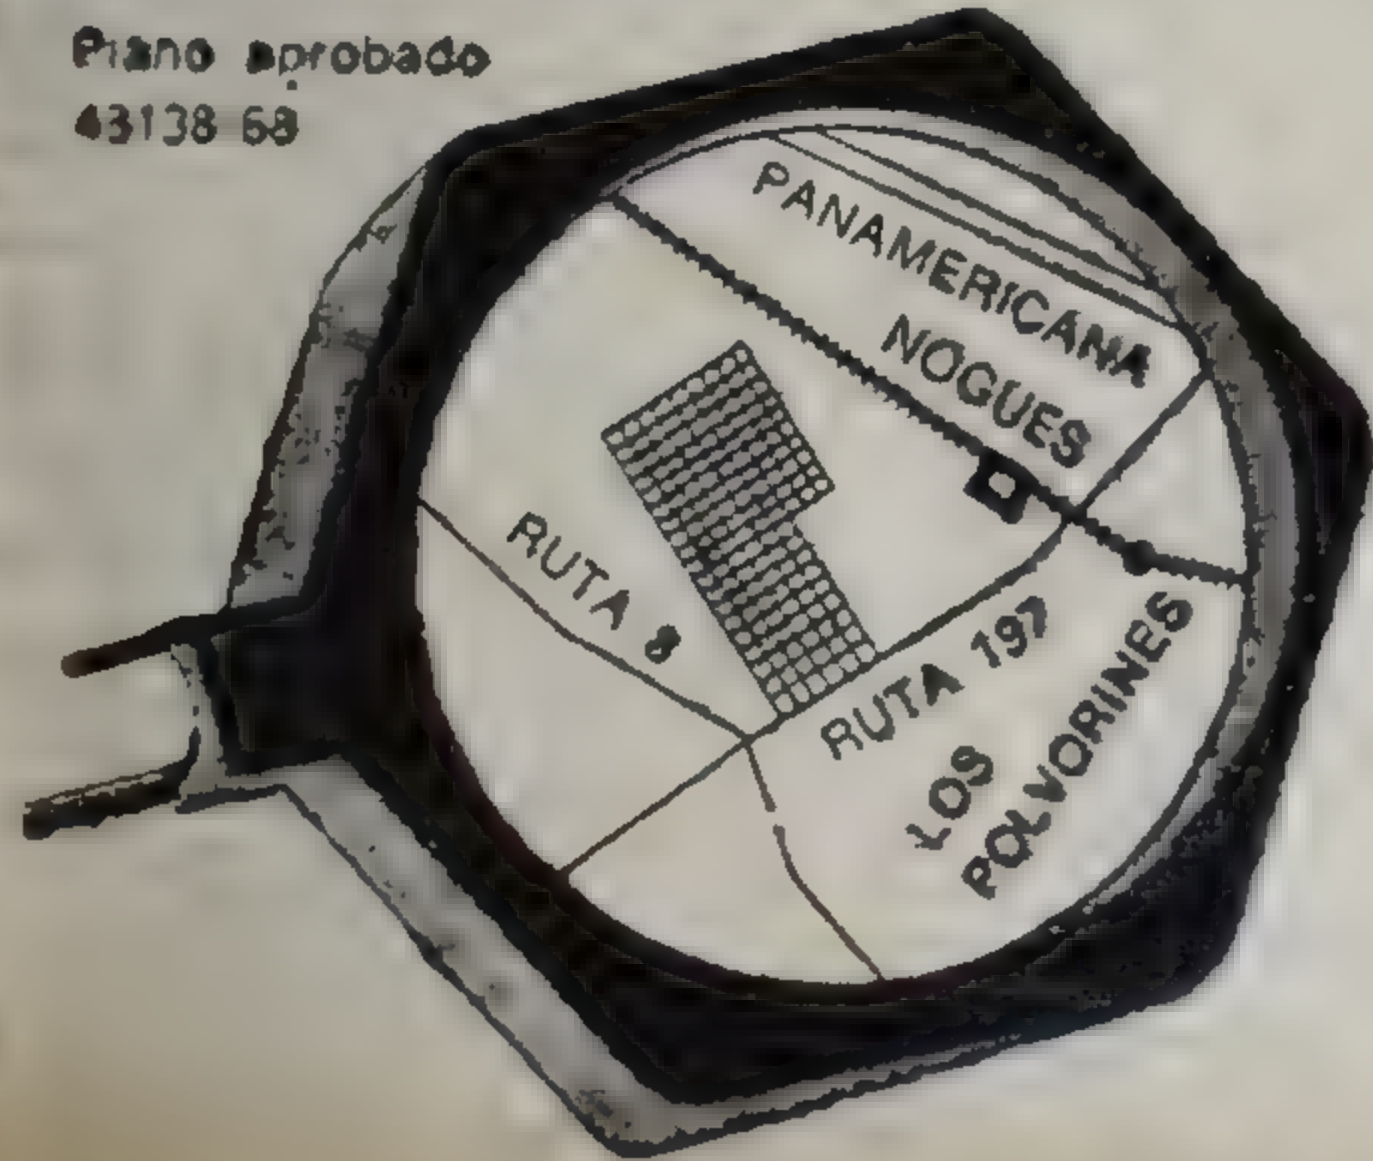 Plano aprobado
43138 68
PANAMERICANA
NOGUES
RUTA 8
RUTA 197
LOS
POLVORINES